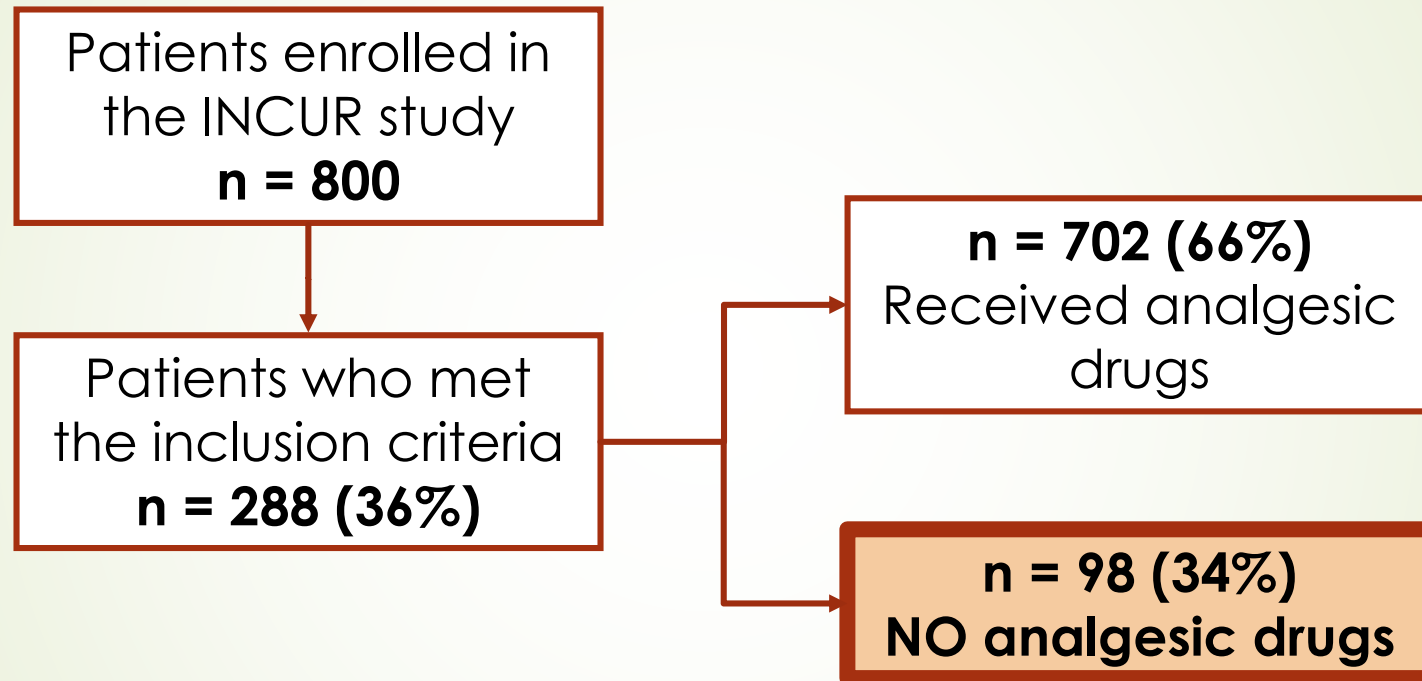 Patients enrolled in
the INCUR study
n = 800
Patients who met
the inclusion criteria
n = 288 (36%)
n = 702 (66%)
Received analgesic
drugs
n = 98 (34%)
NO analgesic drugs